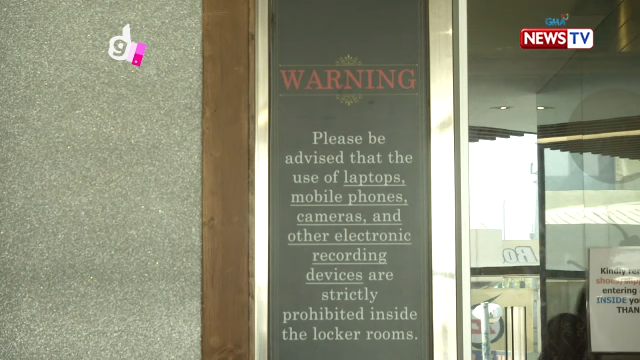 g
GMA
NEWS TV
WARNING
Please be
advised that the
use of laptops,
mobile phones,
cameras, and
other electronic
recording
devices are
strictly
prohibited inside
the locker rooms.
Kindly
entering
INSIDE